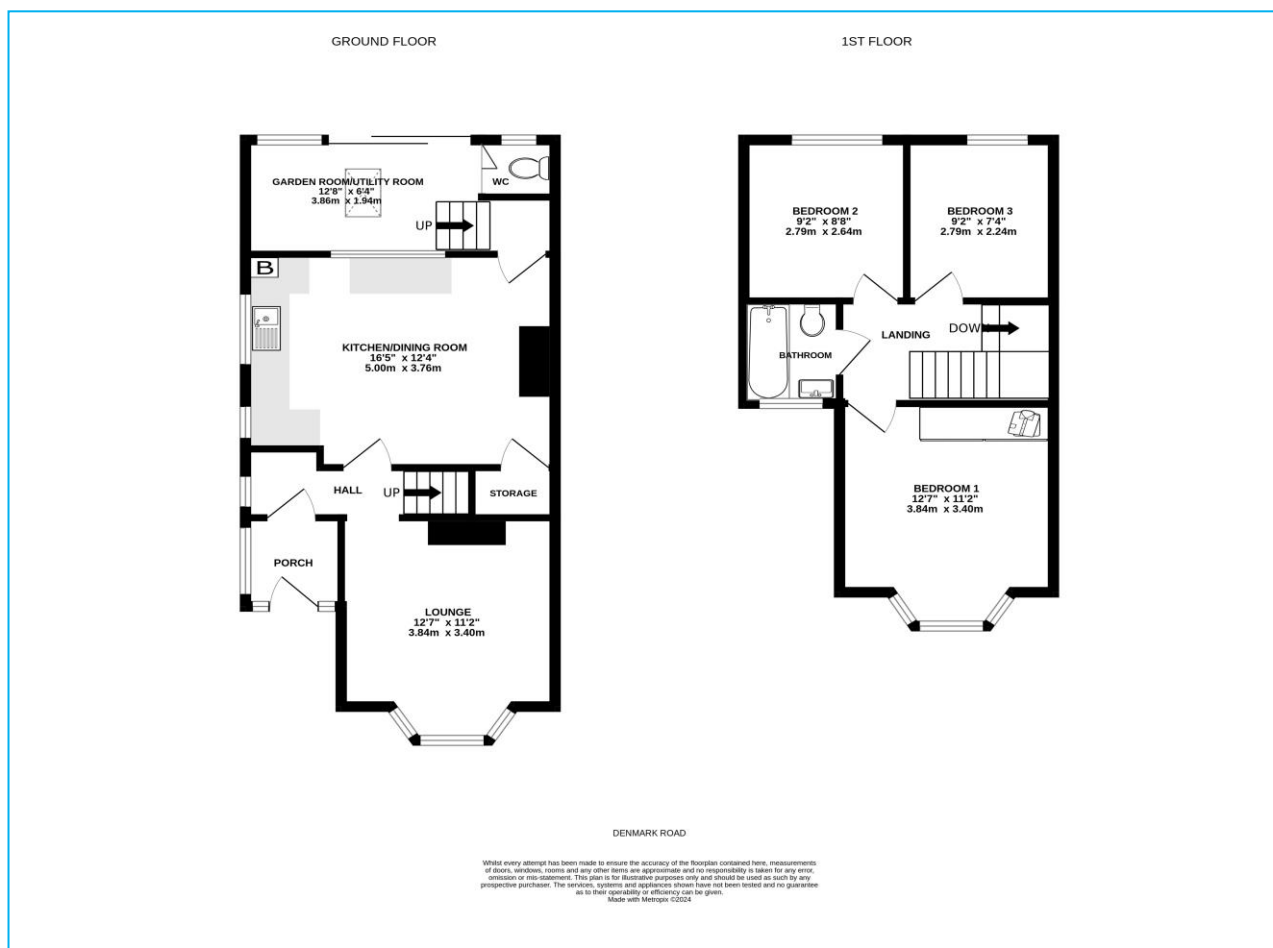 GROUND FLOOR
GARDEN ROOM/UTILITY ROOM
12'8" x 6'4"
3.86m x 1.94m
WC
UP
B
KITCHEN/DINING ROOM
16'5" x 12'4"
5.00m x 3.76m
HALL
UP
STORAGE
PORCH
LOUNGE
12'7" x 11'2"
3.84m x 3.40m
1ST FLOOR
BEDROOM 2
9'2" x 8'8"
2.79m x 2.64m
BEDROOM 3
9'2" x 7'4"
2.79m x 2.24m
LANDING
DOWN
BATHROOM
BEDROOM 1
12'7" x 11'2"
3.84m x 3.40m
DENMARK ROAD
Whilst every attempt has been made to ensure the accuracy of the floorplan contained here, measurements
of doors, windows, rooms and any other items are approximate and no responsibility is taken for any error,
omission or mis-statement. This plan is for illustrative purposes only and should be used as such by any
prospective purchaser. The services, systems and appliances shown have not been tested and no guarantee
as to their operability or efficiency can be given.
Made with Metropix ©2024